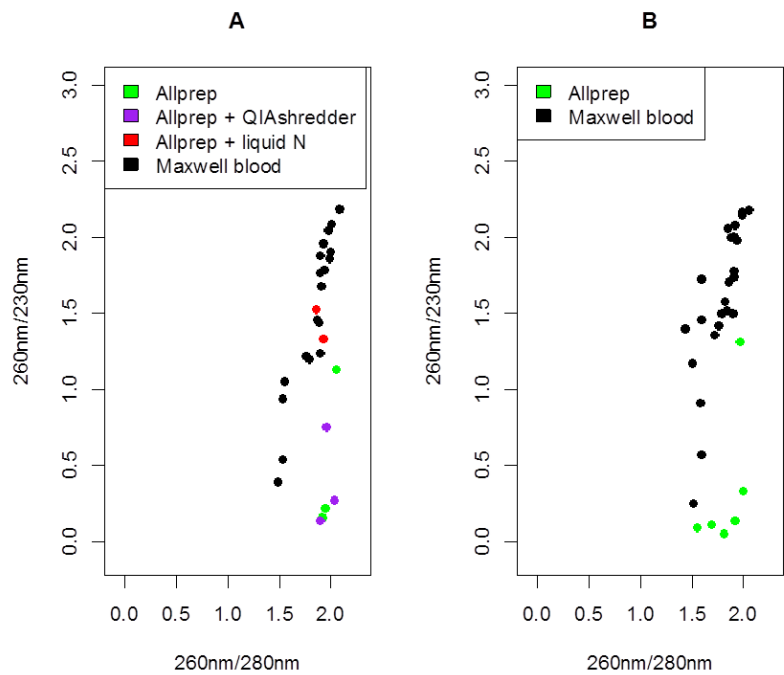 A
Allprep
Allprep + QIAshredder
Allprep + liquid N
Maxwell blood
3.0
2.5
2.0
1.5
1.0
0.5
0.0
260nm/230nm
0.0 0.5 1.0 1.5 2.0
260nm/280nm
B
Allprep
Maxwell blood
3.0
2.5
2.0
1.5
1.0
0.5
0.0
260nm/230nm
0.0 0.5 1.0 1.5 2.0
260nm/280nm